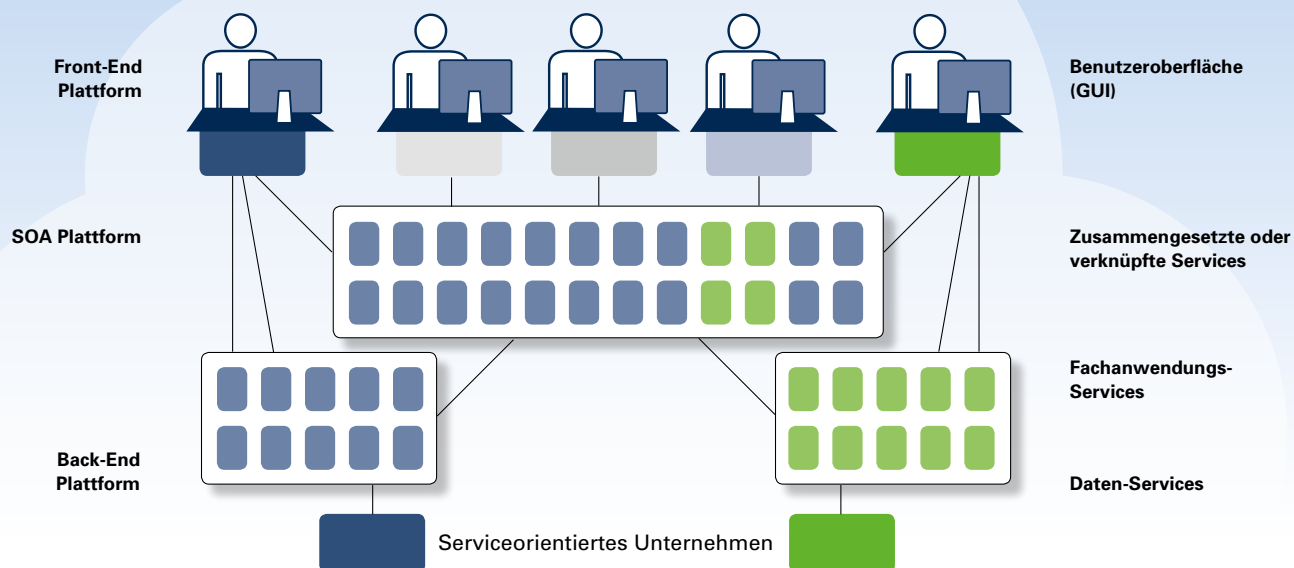 Front-End
Plattform
Benutzeroberfläche
(GUI)
SOA Plattform
Zusammengesetzte oder
verknüpfte Services
Fachanwendungs-
Services
Back-End
Plattform
Daten-Services
Serviceorientiertes Unternehmen